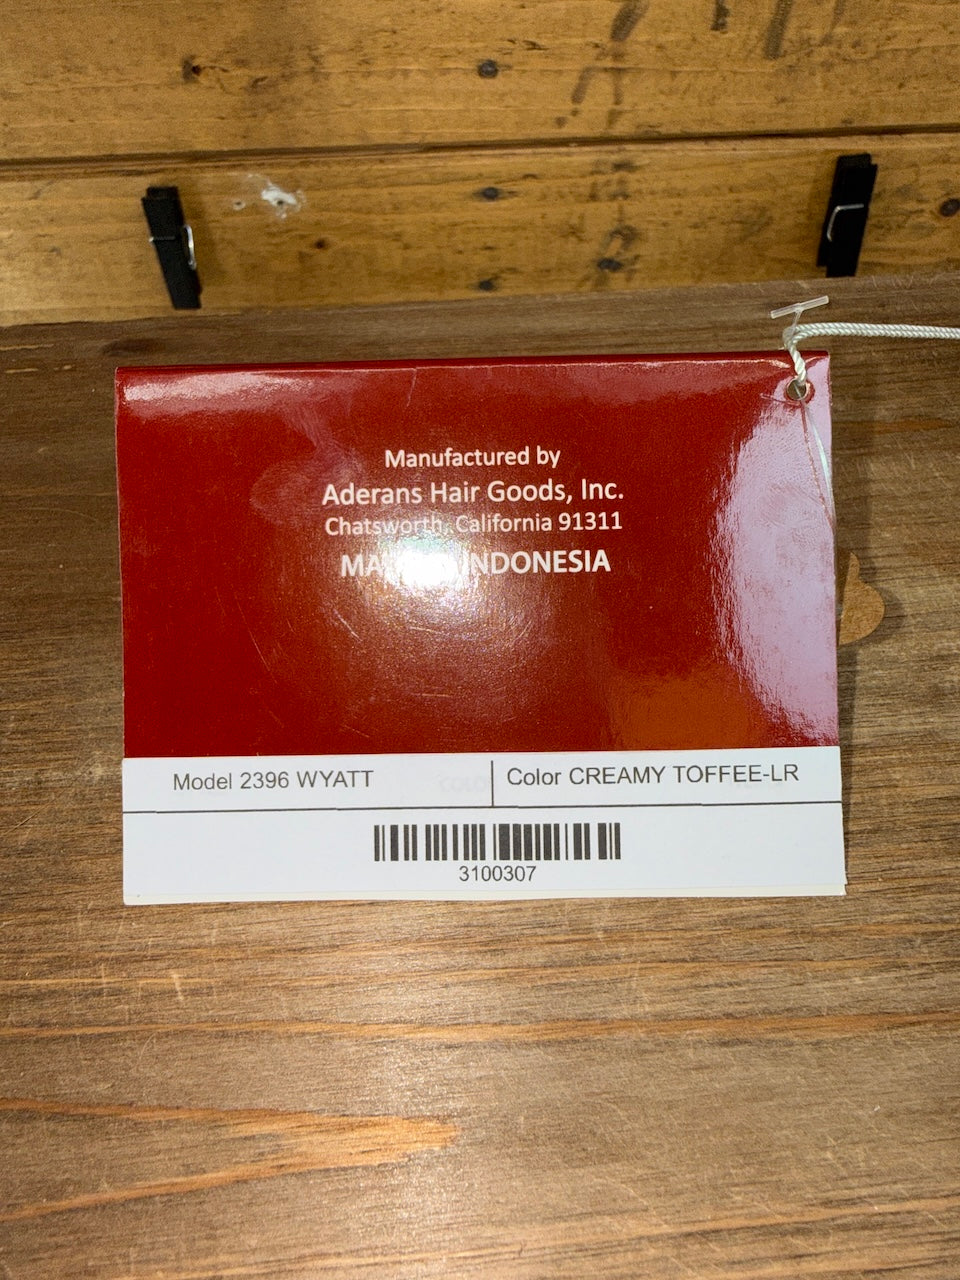 Manufactured by
Aderans Hair Goods, Inc.
Chatsworth, California 91311
INDONESIA
Model 2396 WYATT
Color CREAMY TOFFEE-LR
3100307